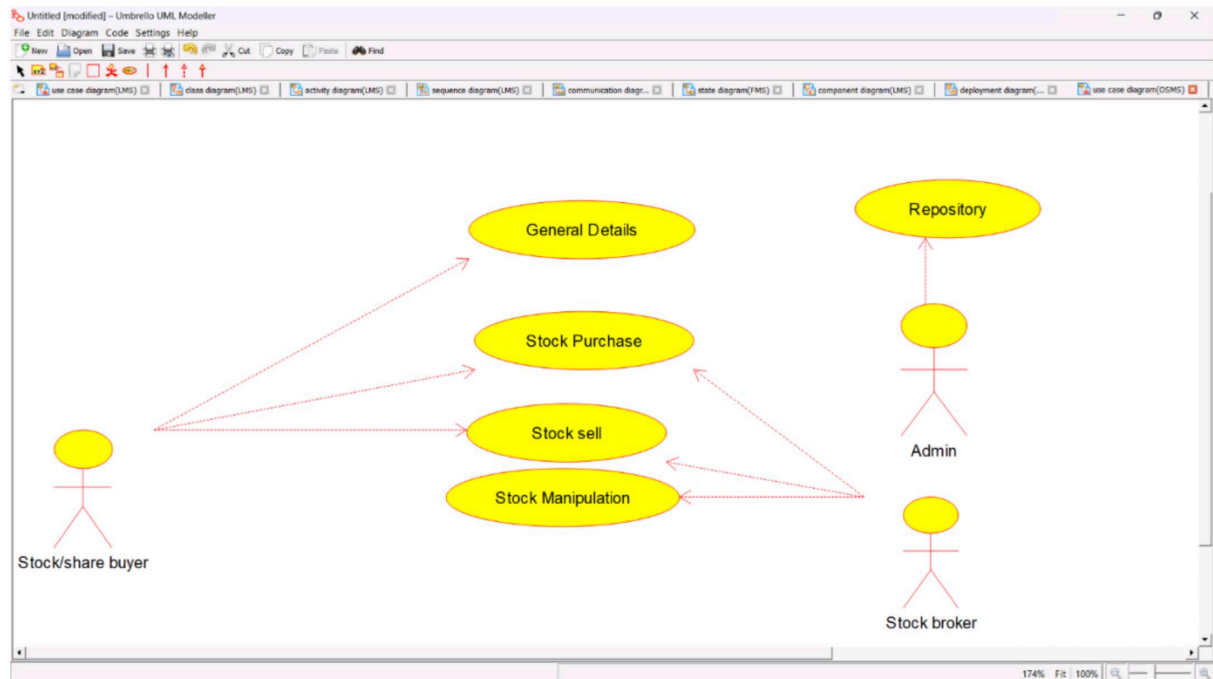 Untitled [modified] – Umbrello UML Modeller
File Edit Diagram Code Settings Help
New Open Save Cut Copy Paste Find
XYZ
use case diagram(LMS) class diagram(LMS) activity diagram(LMS) sequence diagram(LMS) communication diagr... state diagram(FMS) component diagram(LMS) deployment diagram(... use case diagram(OSMS)
Repository
General Details
Stock Purchase
Stock sell
Admin
Stock Manipulation
Stock/share buyer
Stock broker
174% Fit 100%